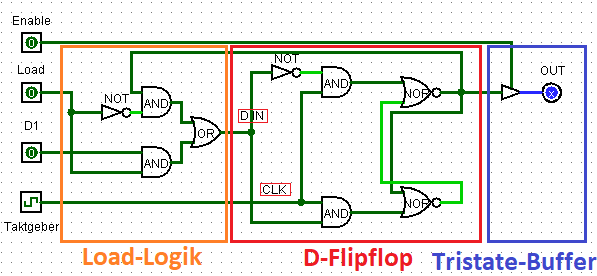 Enable
Load
D1
Taktgeber
NOT
AND
AND
OR
D_IN
CLK
NOT
AND
AND
NOR
NOR
OUT
0
0
0
x
Load-Logik
D-Flipflop
Tristate-Buffer